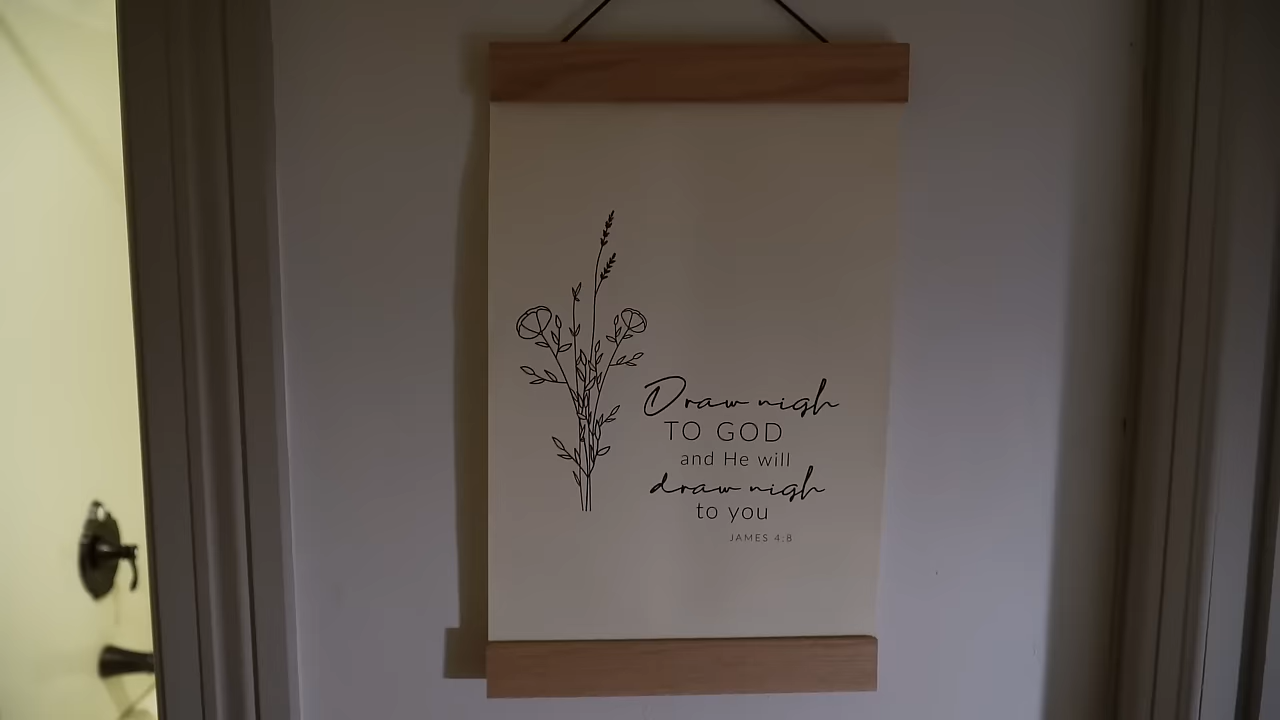 Draw nigh
TO GOD
and He will
draw nigh
to you
JAMES 4:8